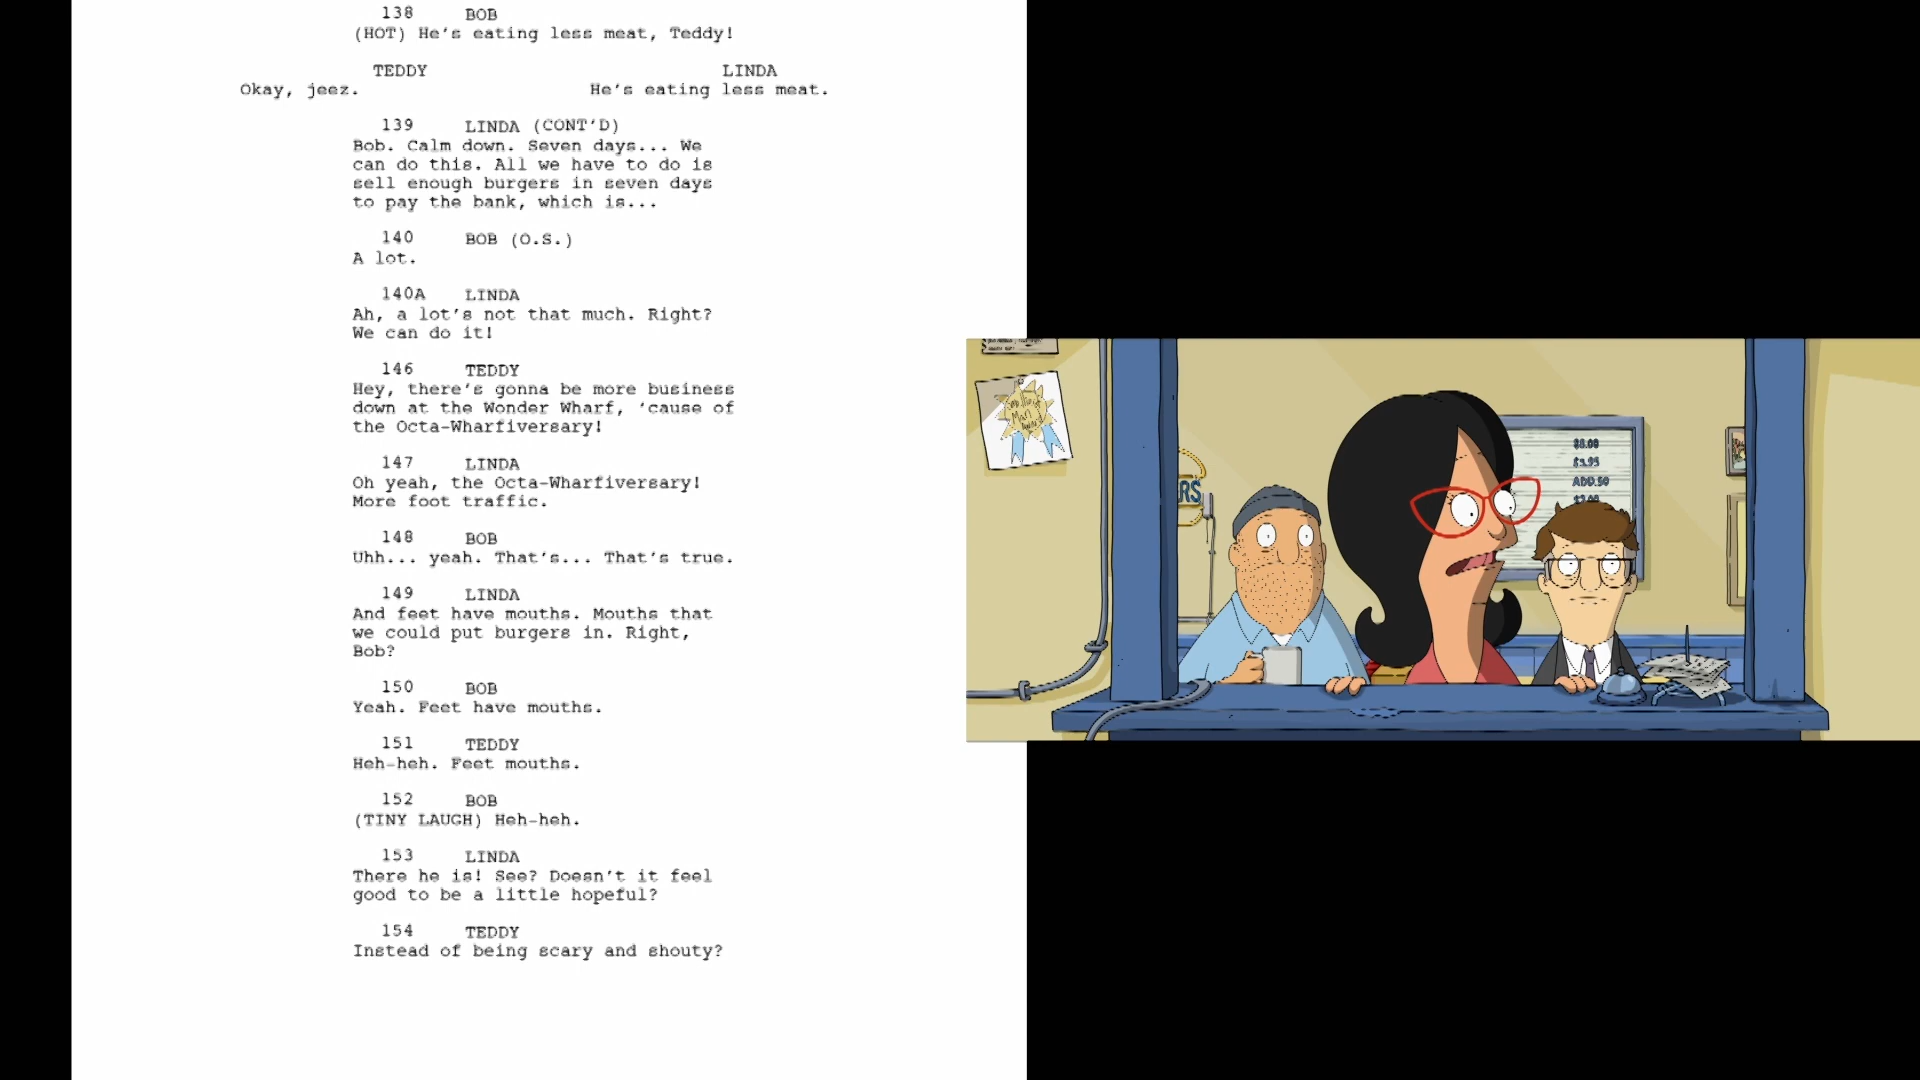 138 BOB
(HOT) He's eating less meat, Teddy!
TEDDY LINDA
Okay, jeez. He's eating less meat.
139 LINDA (CONT'D)
Bob. Calm down. Seven days... We
can do this. All we have to do is
sell enough burgers in seven days
to pay the bank, which is...
140 BOB (O.S.)
A lot.
140A LINDA
Ah, a lot's not that much. Right?
We can do it!
146 TEDDY
Hey, there's gonna be more business
down at the Wonder Wharf, 'cause of
the Octa-Wharfiversary!
147 LINDA
Oh yeah, the Octa-Wharfiversary!
More foot traffic.
148 BOB
Uhh... yeah. That's... That's true.
149 LINDA
And feet have mouths. Mouths that
we could put burgers in. Right,
Bob?
150 BOB
Yeah. Feet have mouths.
151 TEDDY
Heh-heh. Feet mouths.
152 BOB
(TINY LAUGH) Heh-heh.
153 LINDA
There he is! See? Doesn't it feel
good to be a little hopeful?
154 TEDDY
Instead of being scary and shouty?
Man
RS
$5.95
ADD.50